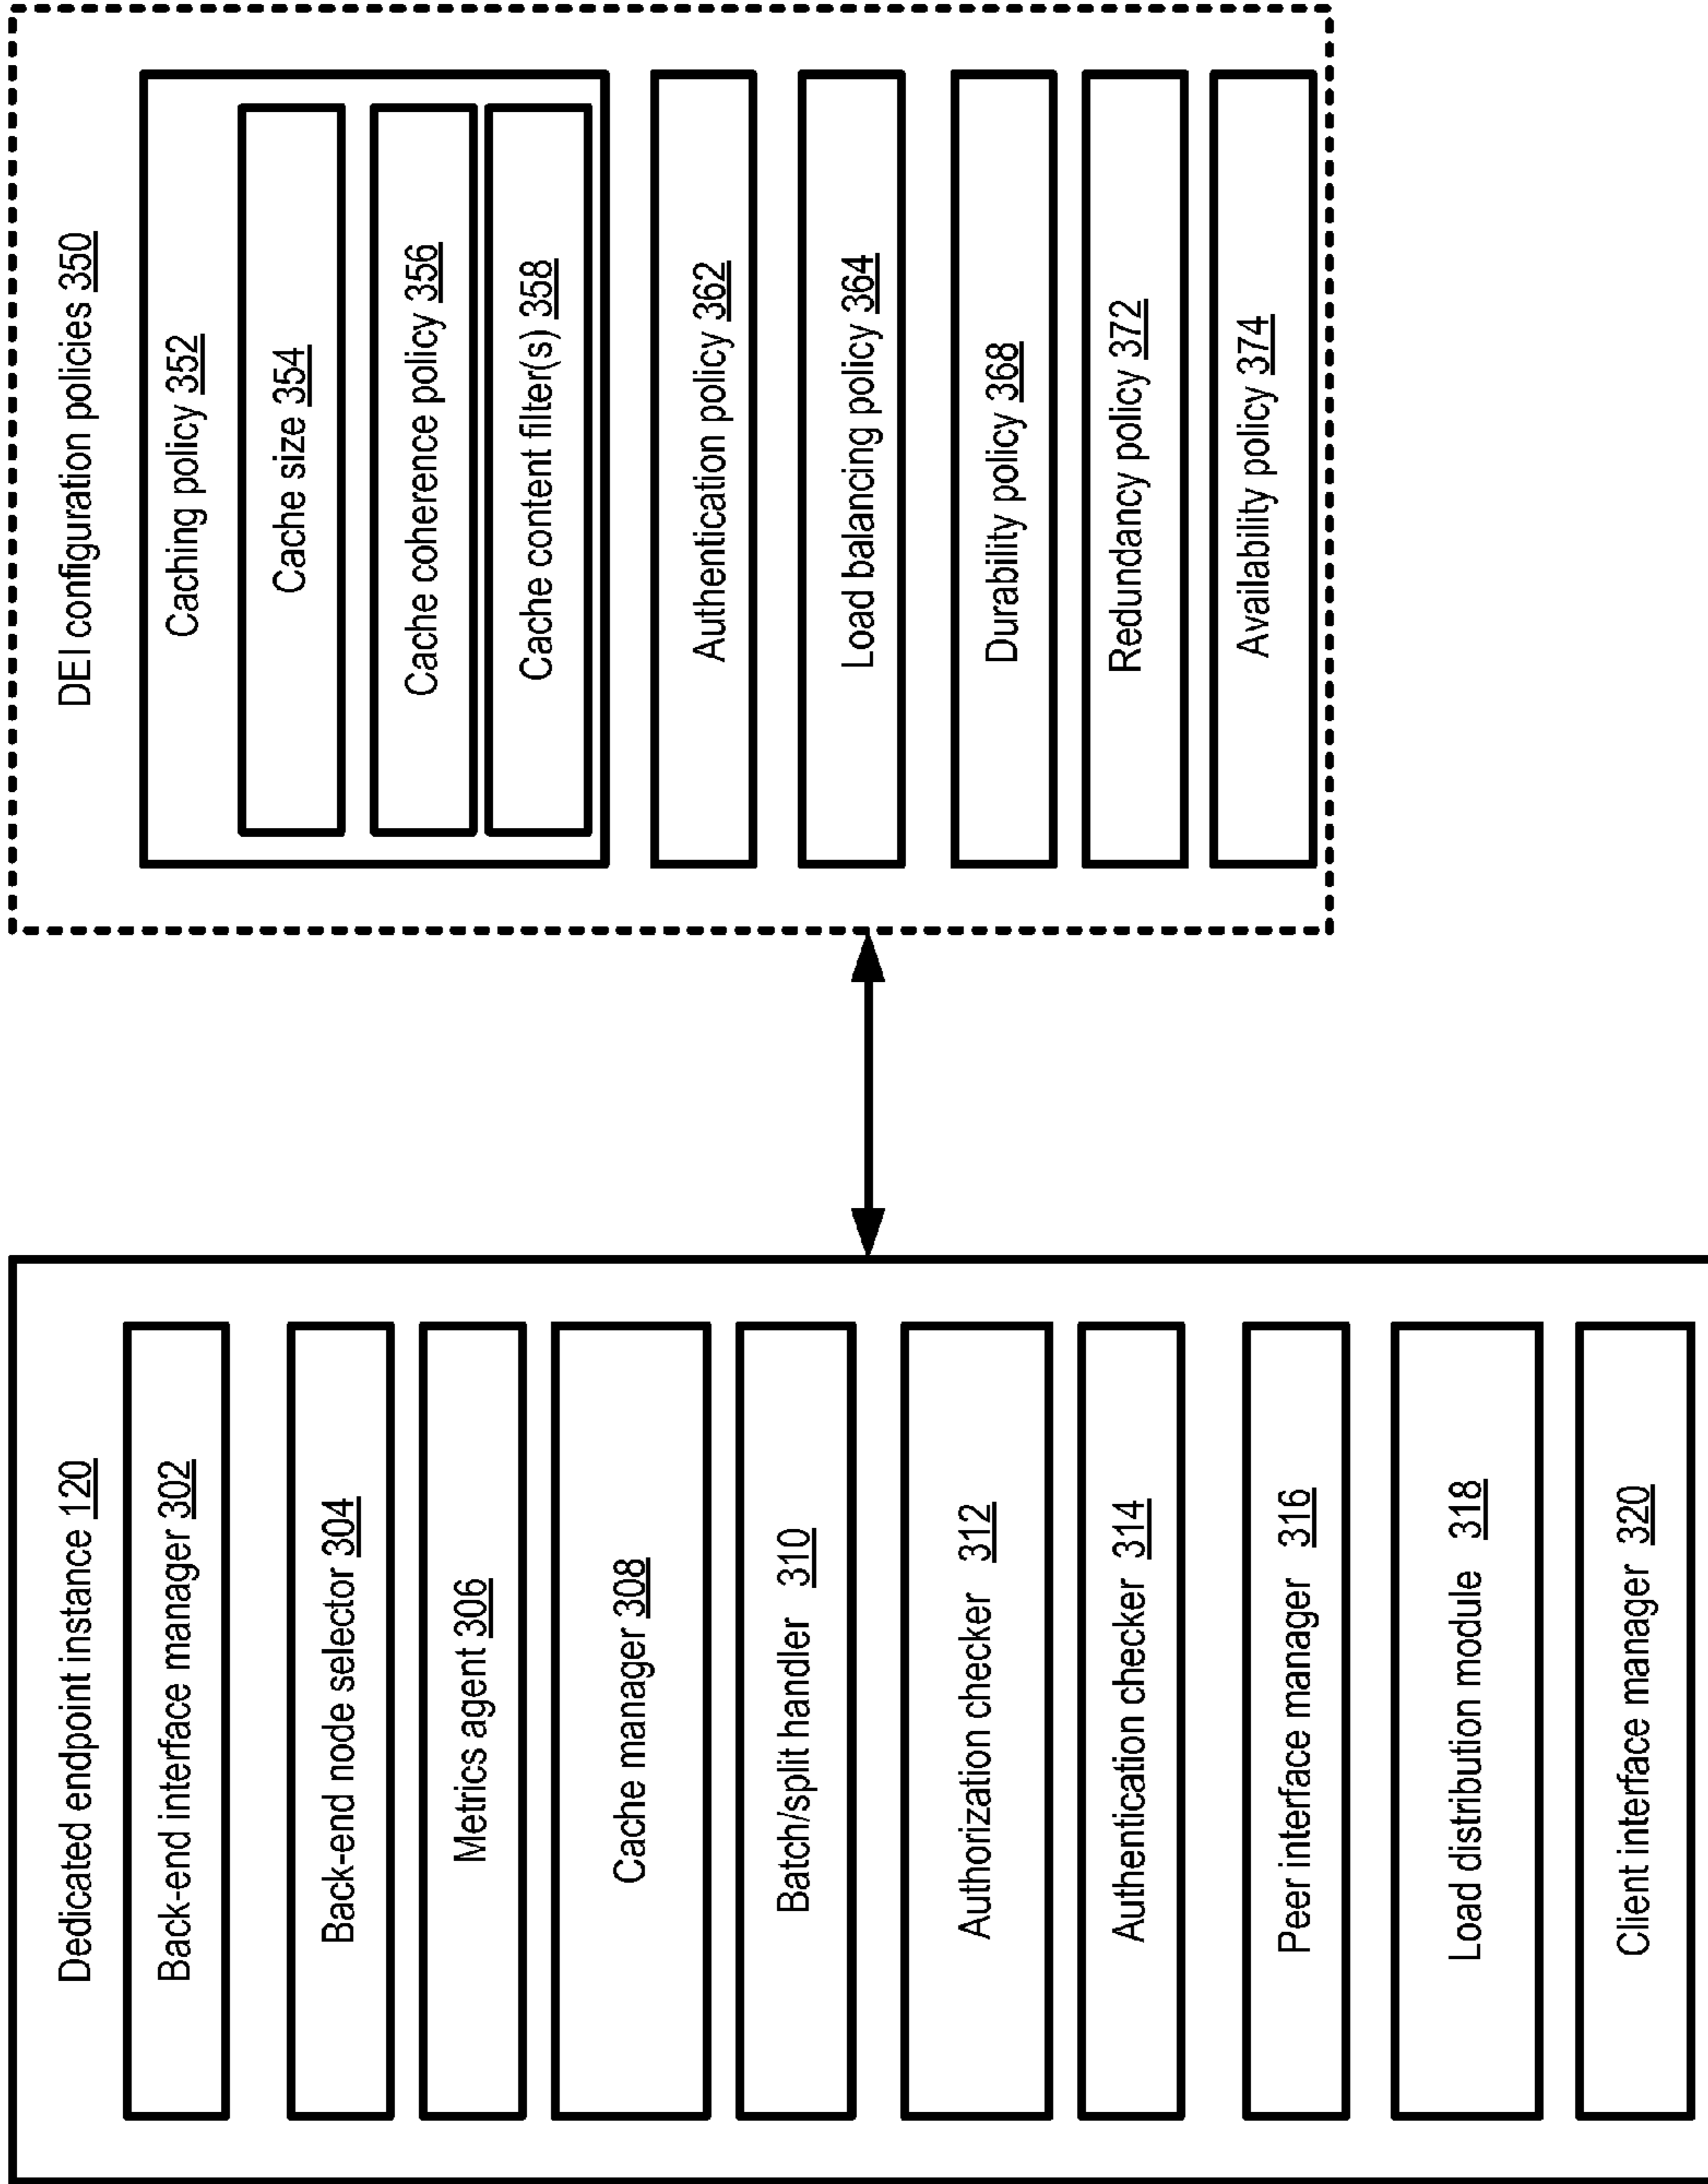 Dedicated endpoint instance 120
Back-end interface manager 302
Back-end node selector 304
Metrics agent 306
Cache manager 308
Batch/split handler 310
Authorization checker 312
Authentication checker 314
Peer interface manager 316
Load distribution module 318
Client interface manager 320
DEI configuration policies 350
Caching policy 352
Cache size 354
Cache coherence policy 356
Cache content filter(s) 358
Authentication policy 362
Load balancing policy 364
Durability policy 368
Redundancy policy 372
Availability policy 374